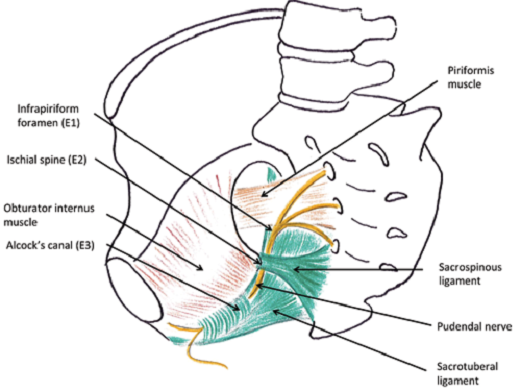 Piriformis
muscle
Infrapiriform
foramen (E1)
Ischial spine (E2)
Obturator internus
muscle
Alcock's canal (E3)
Sacrospinous
ligament
Pudendal nerve
Sacrotuberal
ligament